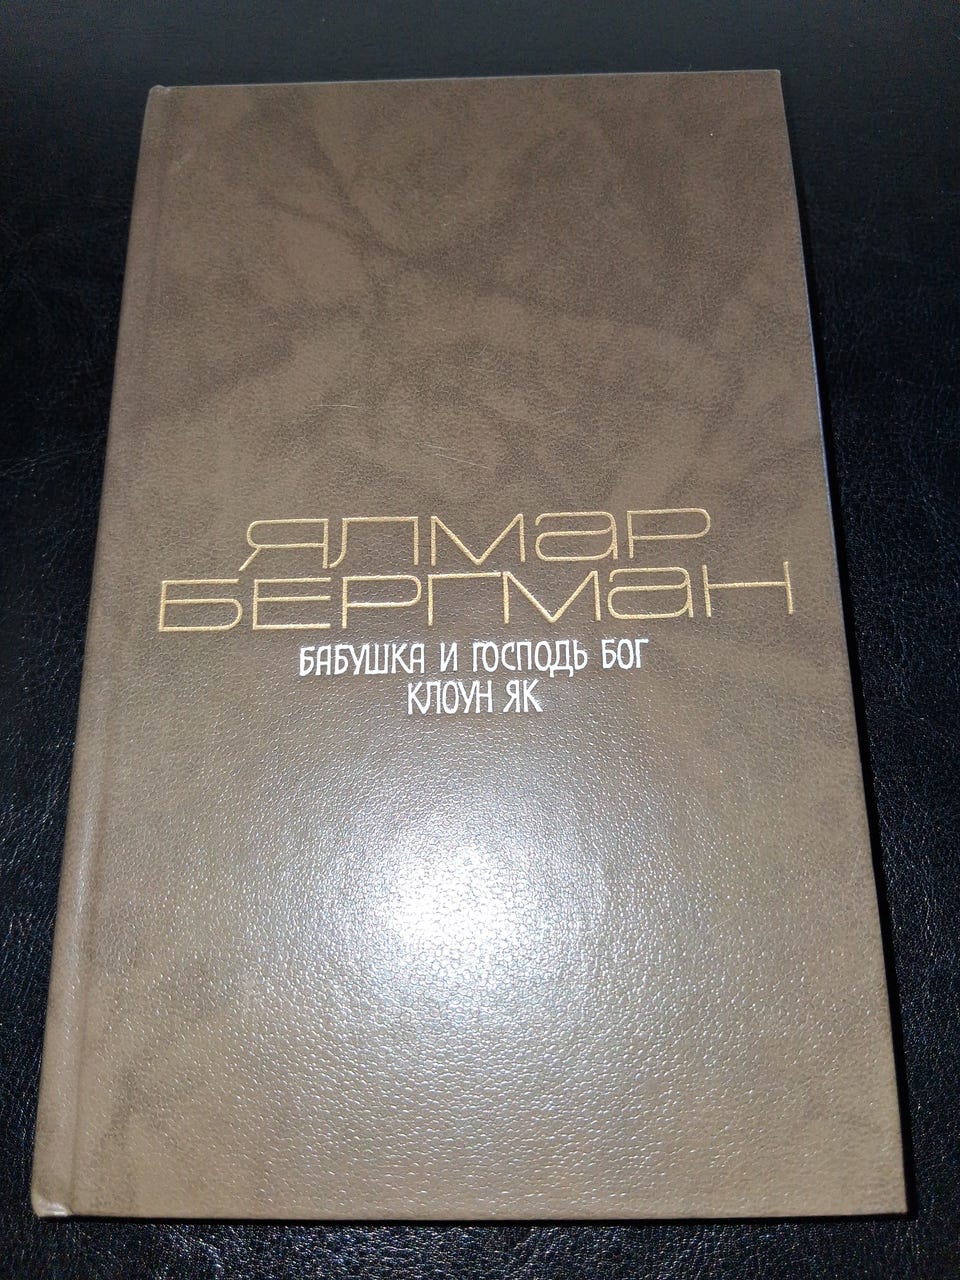 ЯЛМАР
БЕРГМАН
БАБУШКА И ГОСПОДЬ БОГ
КЛОУН ЯК